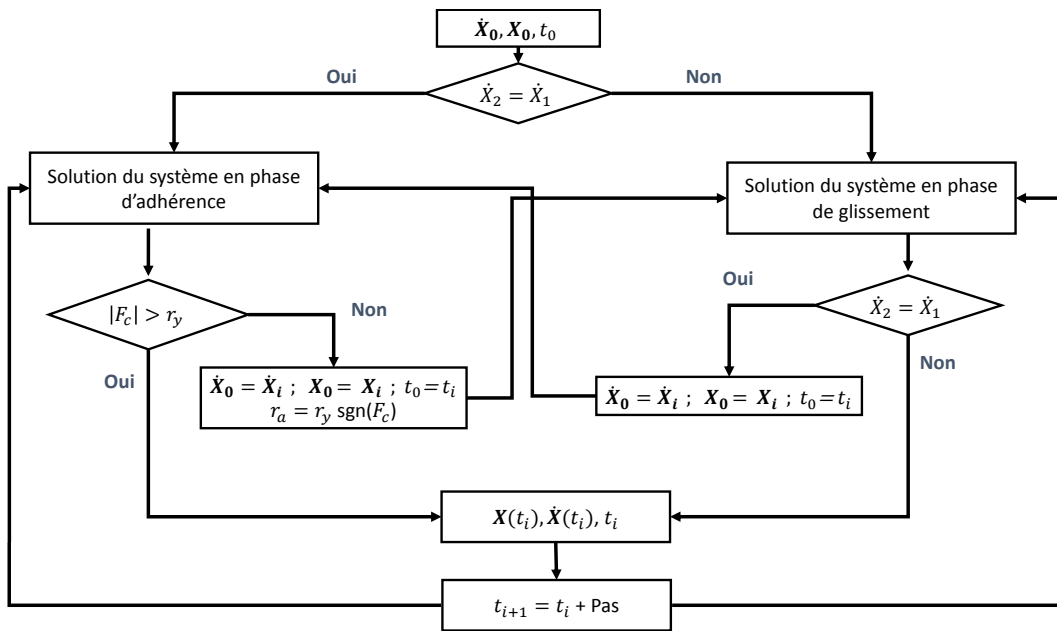 Ẋ₀, X₀, t₀
Oui
Non
Ẋ₂ = Ẋ₁
Solution du système en phase
d'adhérence
Solution du système en phase
de glissement
|F_c| > r_y
Non
Oui
Ẋ₂ = Ẋ₁
Oui
Non
Ẋ₀ = Ẋᵢ ; X₀ = Xᵢ ; t₀ = tᵢ
r_a = r_y sgn(F_c)
Ẋ₀ = Ẋᵢ ; X₀ = Xᵢ ; t₀ = tᵢ
X(tᵢ), Ẋ(tᵢ), tᵢ
tᵢ₊₁ = tᵢ + Pas